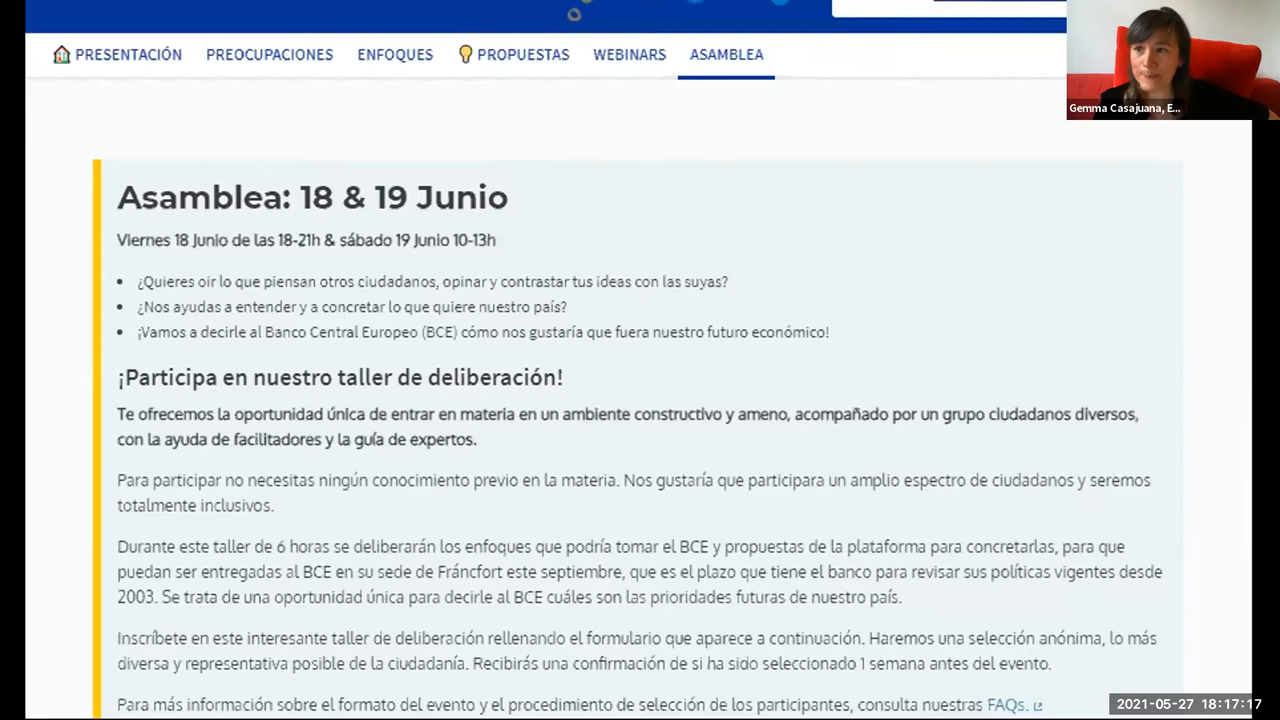 PRESENTACIÓN PREOCUPACIONES ENFOQUES PROPUESTAS WEBINARS ASAMBLEA
Gemma Casajuana, E...
Asamblea: 18 & 19 Junio
Viernes 18 Junio de las 18-21h & sábado 19 Junio 10-13h
• ¿Quieres oir lo que piensan otros ciudadanos, opinar y contrastar tus ideas con las suyas?
• ¿Nos ayudas a entender y a concretar lo que quiere nuestro país?
• ¡Vamos a decirle al Banco Central Europeo (BCE) cómo nos gustaría que fuera nuestro futuro económico!
¡Participa en nuestro taller de deliberación!
Te ofrecemos la oportunidad única de entrar en materia en un ambiente constructivo y ameno, acompañado por un grupo ciudadanos diversos,
con la ayuda de facilitadores y la guía de expertos.
Para participar no necesitas ningún conocimiento previo en la materia. Nos gustaría que participara un amplio espectro de ciudadanos y seremos
totalmente inclusivos.
Durante este taller de 6 horas se deliberarán los enfoques que podría tomar el BCE y propuestas de la plataforma para concretarlas, para que
puedan ser entregadas al BCE en su sede de Fráncfort este septiembre, que es el plazo que tiene el banco para revisar sus políticas vigentes desde
2003. Se trata de una oportunidad única para decirle al BCE cuáles son las prioridades futuras de nuestro país.
Inscríbete en este interesante taller de deliberación rellenando el formulario que aparece a continuación. Haremos una selección anónima, lo más
diversa y representativa posible de la ciudadanía. Recibirás una confirmación de si ha sido seleccionado 1 semana antes del evento.
Para más información sobre el formato del evento y el procedimiento de selección de los participantes, consulta nuestras FAQs.
2021-05-27 18:17:17